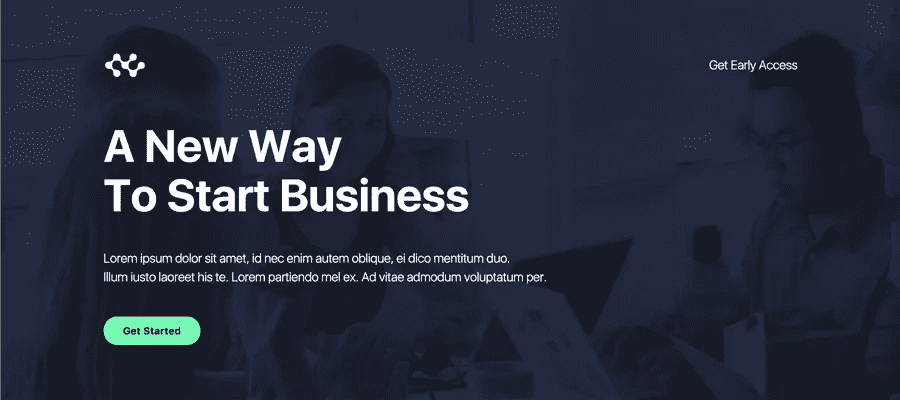 Get Early Access
A New Way
To Start Business
Lorem ipsum dolor sit amet, id nec enim autem oblique, ei dico mentitum duo.
Illum iusto laoreet his te. Lorem partiendo mel ex. Ad vitae admodum voluptatum per.
Get Started